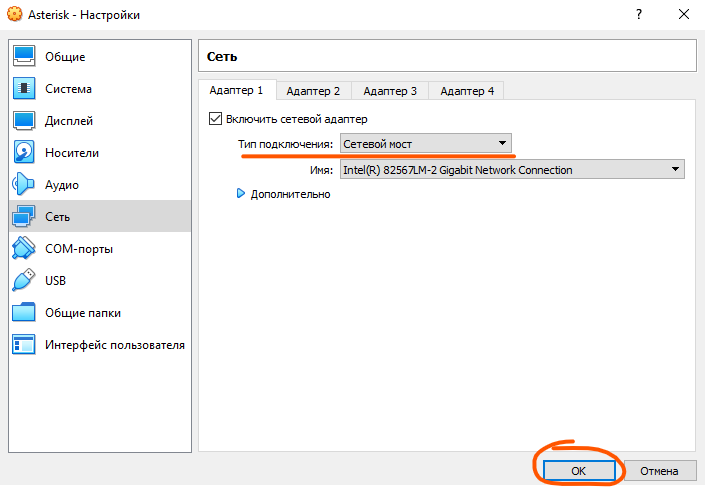 Asterisk - Настройки
?
Общие
Система
Дисплей
Носители
Аудио
Сеть
COM-порты
USB
Общие папки
Интерфейс пользователя
Сеть
Адаптер 1 Адаптер 2 Адаптер 3 Адаптер 4
Включить сетевой адаптер
Тип подключения: Сетевой мост
Имя: Intel(R) 82567LM-2 Gigabit Network Connection
Дополнительно
OK Отмена